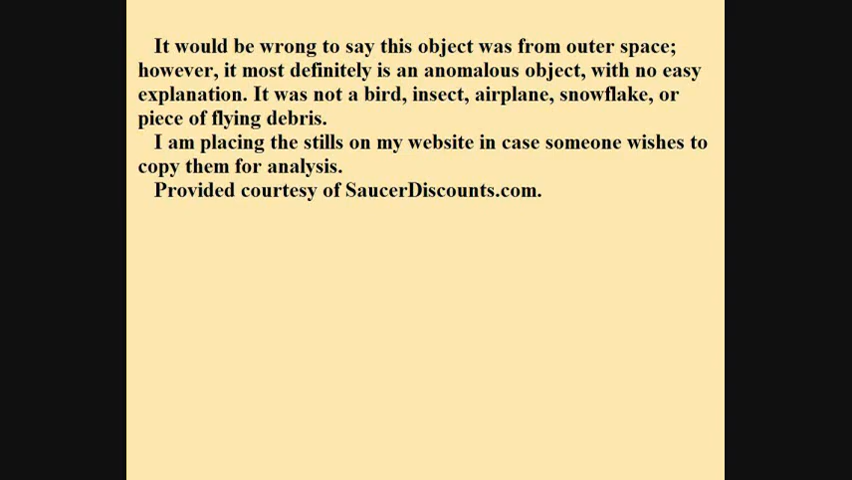 It would be wrong to say this object was from outer space;
however, it most definitely is an anomalous object, with no easy
explanation. It was not a bird, insect, airplane, snowflake, or
piece of flying debris.
I am placing the stills on my website in case someone wishes to
copy them for analysis.
Provided courtesy of SaucerDiscounts.com.